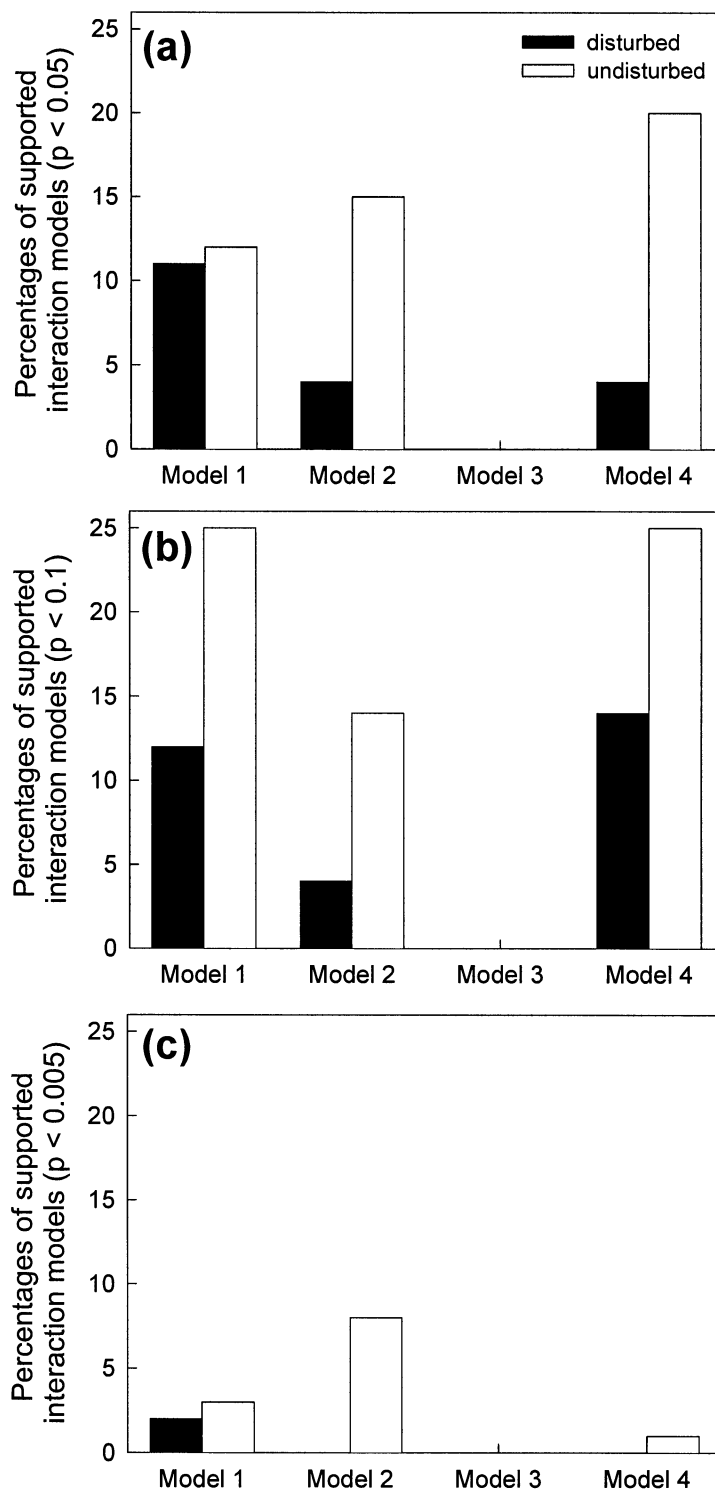 (a)
disturbed
undisturbed
Percentages of supported
interaction models (p < 0.05)
25
20
15
10
5
0
Model 1 Model 2 Model 3 Model 4
(b)
Percentages of supported
interaction models (p < 0.1)
25
20
15
10
5
0
Model 1 Model 2 Model 3 Model 4
(c)
Percentages of supported
interaction models (p < 0.005)
25
20
15
10
5
0
Model 1 Model 2 Model 3 Model 4